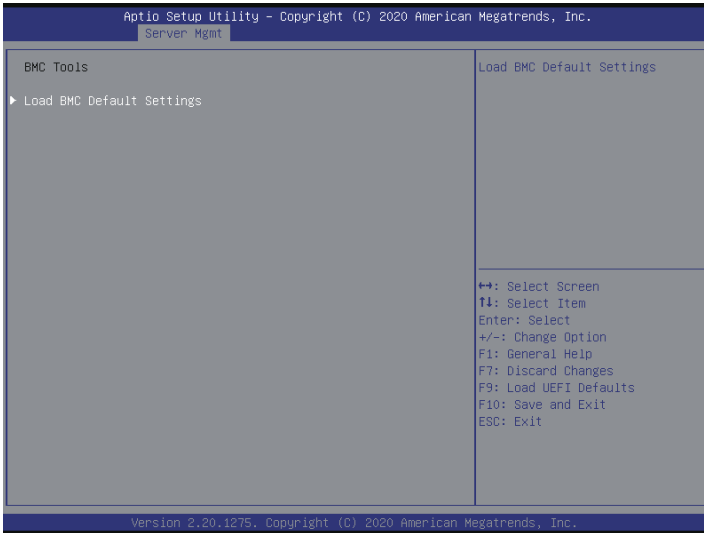 Aptio Setup Utility – Copyright (C) 2020 American Megatrends, Inc.
Server Mgmt
BMC Tools
Load BMC Default Settings
Load BMC Default Settings
↔: Select Screen
↑↓: Select Item
Enter: Select
+/-: Change Option
F1: General Help
F7: Discard Changes
F9: Load UEFI Defaults
F10: Save and Exit
ESC: Exit
Version 2.20.1275. Copyright (C) 2020 American Megatrends, Inc.